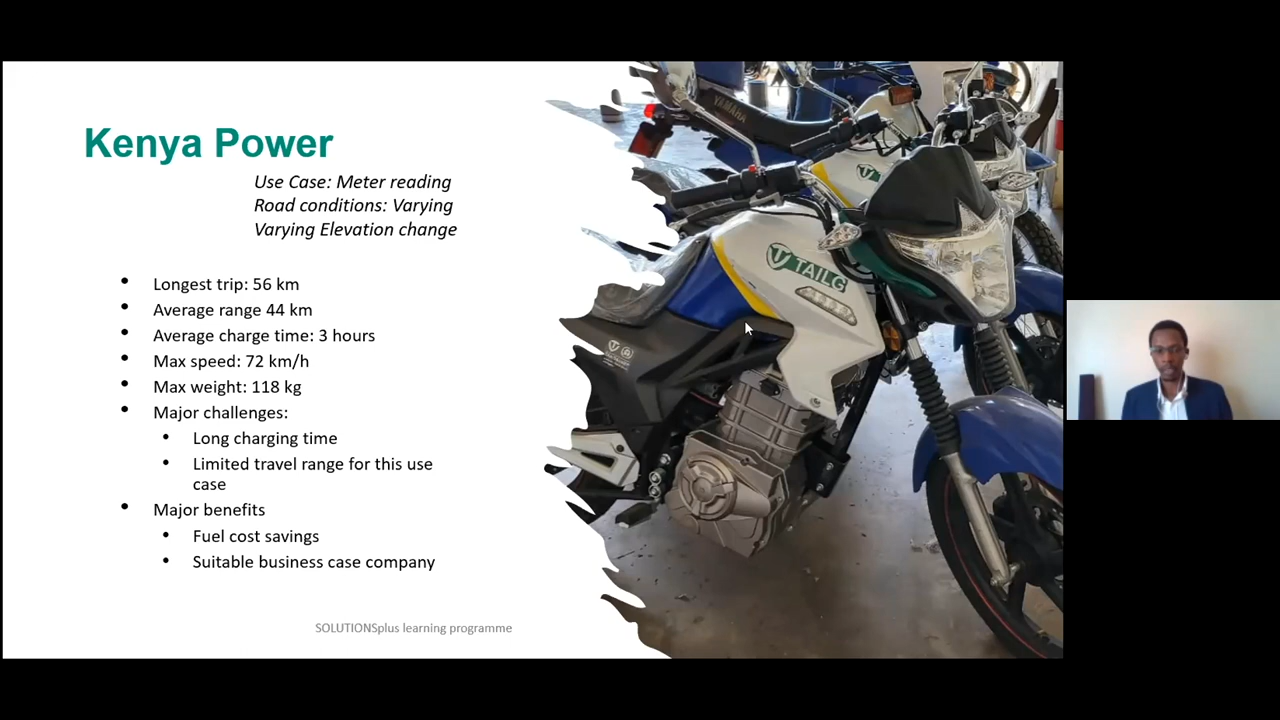 Kenya Power
Use Case: Meter reading
Road conditions: Varying
Varying Elevation change
• Longest trip: 56 km
• Average range 44 km
• Average charge time: 3 hours
• Max speed: 72 km/h
• Max weight: 118 kg
• Major challenges:
• Long charging time
• Limited travel range for this use
case
• Major benefits
• Fuel cost savings
• Suitable business case company
SOLUTIONSplus learning programme
YAMAHA
TAILG